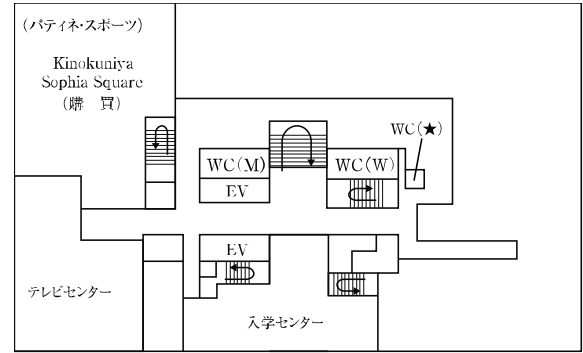 (パティネ・スポーツ)
Kinokuniya
Sophia Square
(購 買)
WC(★)
WC(M)
WC(W)
EV
EV
テレビセンター
入学センター